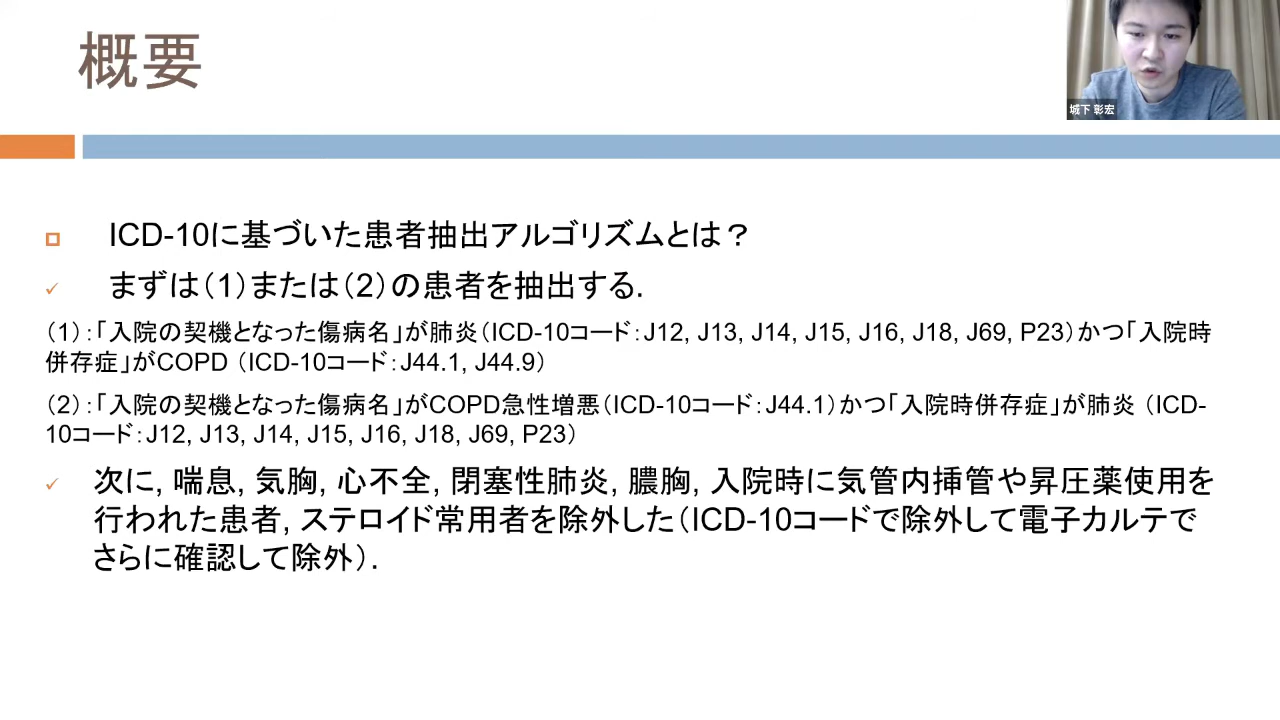 概要
城下 彰宏
ICD-10に基づいた患者抽出アルゴリズムとは？
まずは（1）または（2）の患者を抽出する.
（1）：「入院の契機となった傷病名」が肺炎（ICD-10コード：J12, J13, J14, J15, J16, J18, J69, P23）かつ「入院時
併存症」がCOPD （ICD-10コード：J44.1, J44.9）
（2）：「入院の契機となった傷病名」がCOPD急性増悪（ICD-10コード：J44.1）かつ「入院時併存症」が肺炎 （ICD-
10コード：J12, J13, J14, J15, J16, J18, J69, P23）
次に, 喘息, 気胸, 心不全, 閉塞性肺炎, 膿胸, 入院時に気管内挿管や昇圧薬使用を
行われた患者, ステロイド常用者を除外した（ICD-10コードで除外して電子カルテで
さらに確認して除外）.